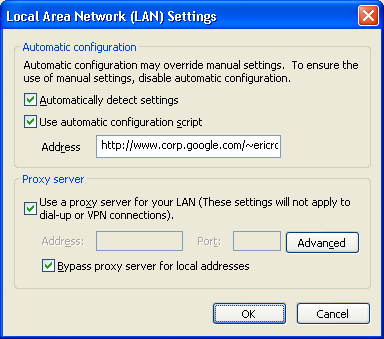 Local Area Network (LAN) Settings
Automatic configuration
Automatic configuration may override manual settings. To ensure the
use of manual settings, disable automatic configuration.
Automatically detect settings
Use automatic configuration script
Address http://www.corp.google.com/~ericro
Proxy server
Use a proxy server for your LAN (These settings will not apply to
dial-up or VPN connections).
Address: Port: Advanced
Bypass proxy server for local addresses
OK Cancel